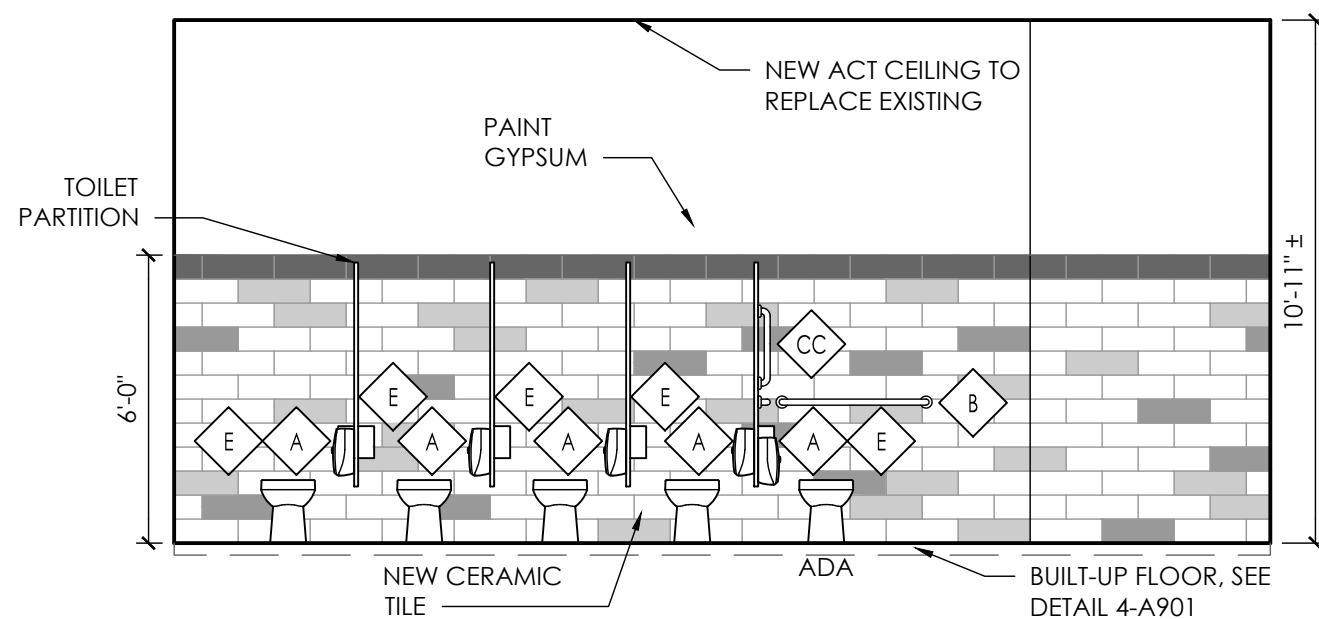 NEW ACT CEILING TO
REPLACE EXISTING
PAINT
GYPSUM
TOILET
PARTITION
10'-11" ±
6'-0"
CC
E
E
E
B
E
A
A
A
A
A
E
NEW CERAMIC
TILE
ADA
BUILT-UP FLOOR, SEE
DETAIL 4-A901